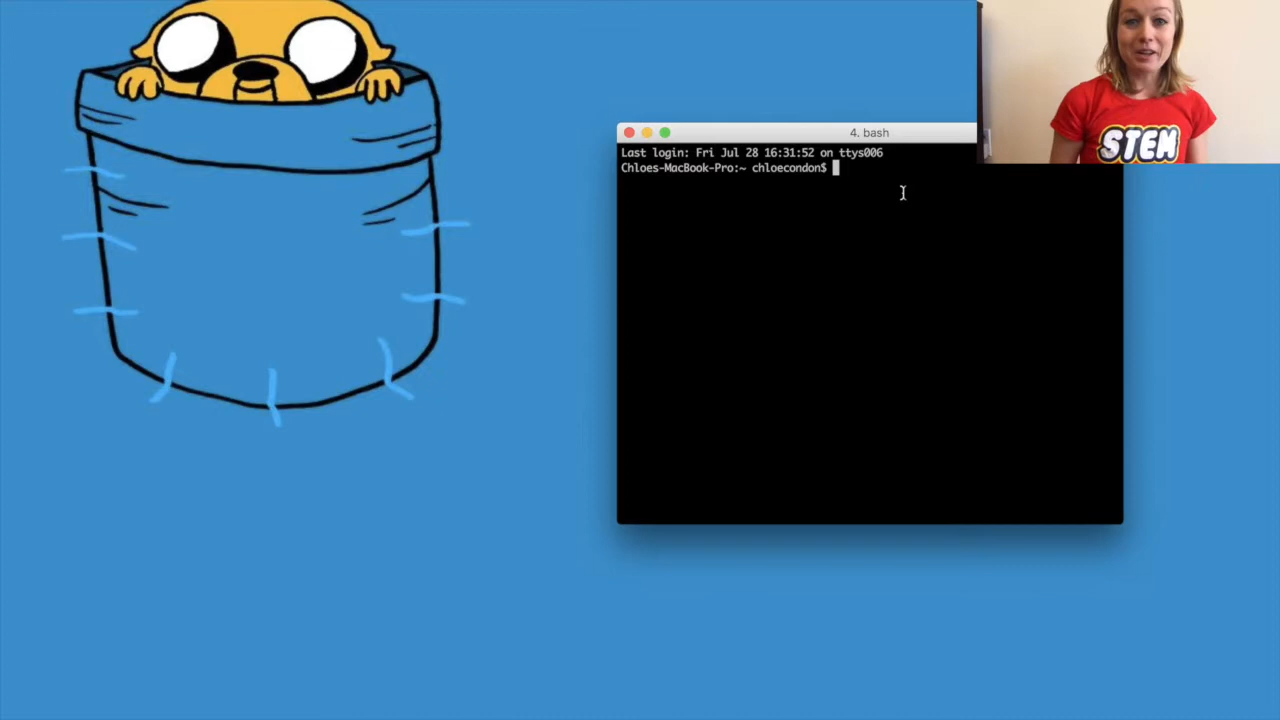 4. bash
Last login: Fri Jul 28 16:31:52 on ttys006
Chloes-MacBook-Pro:~ chloecondon$
STEM